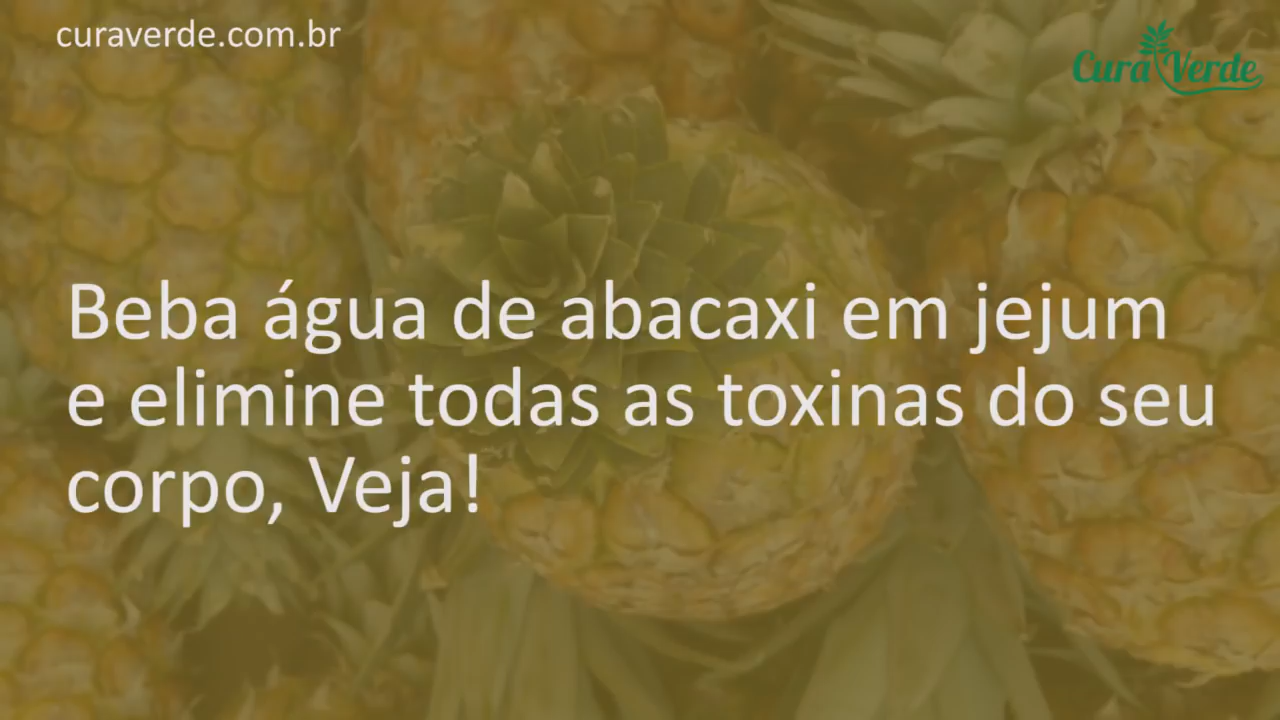 curaverde.com.br
Cura Verde
Beba água de abacaxi em jejum
e elimine todas as toxinas do seu
corpo, Veja!